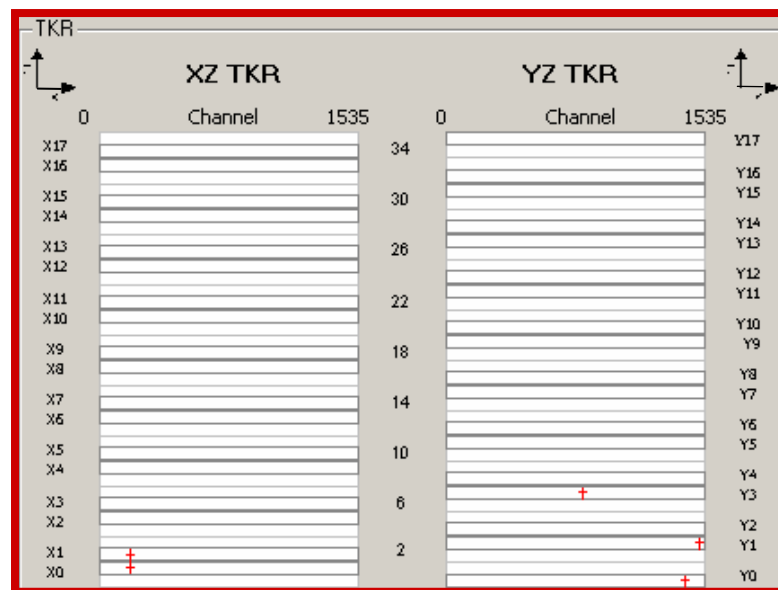 TKR
XZ TKR YZ TKR
0 Channel 1535 0 Channel 1535
X17 34 Y17
X16 Y16
X15 30 Y15
X14 Y14
X13 26 Y13
X12 Y12
X11 22 Y11
X10 Y10
X9 18 Y9
X8 Y8
X7 14 Y7
X6 Y6
X5 10 Y5
X4 Y4
X3 6 Y3
X2 Y2
X1 2 Y1
X0 Y0